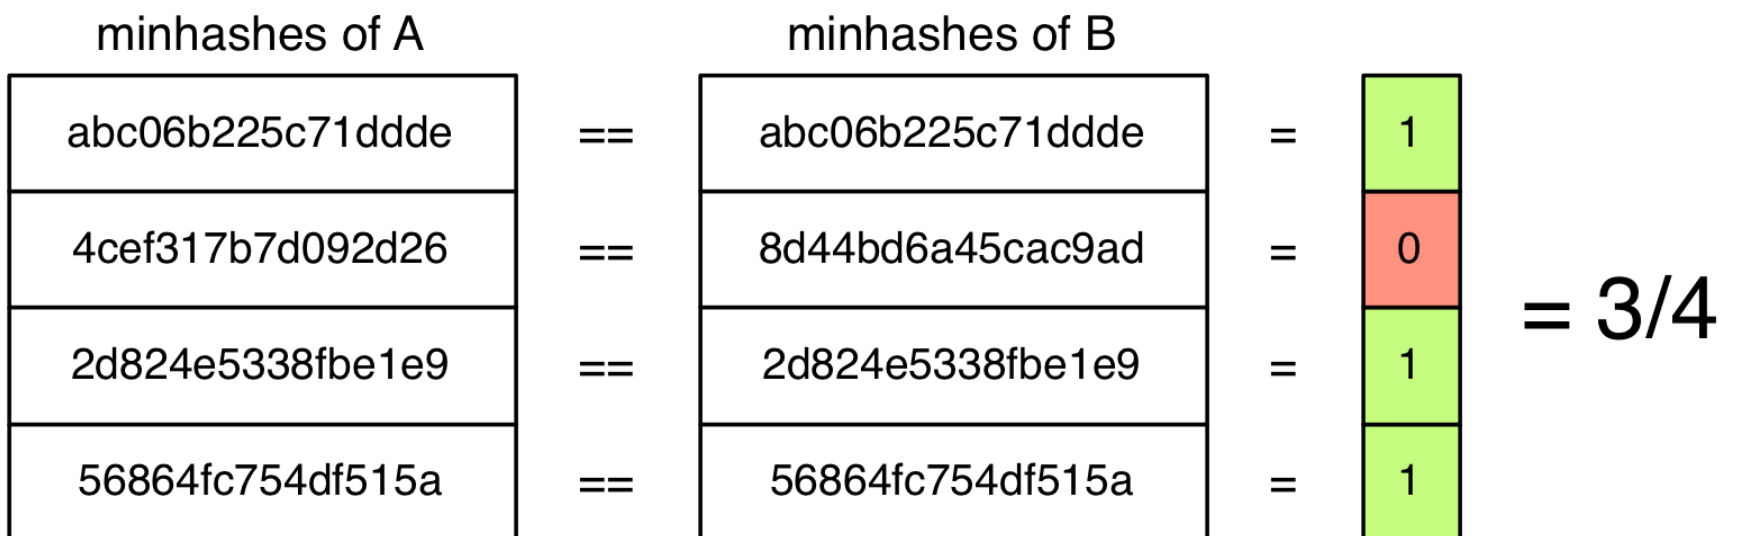 minhashes of A minhashes of B
abc06b225c71ddde == abc06b225c71ddde = 1
4cef317b7d092d26 == 8d44bd6a45cac9ad = 0
= 3/4
2d824e5338fbe1e9 == 2d824e5338fbe1e9 = 1
56864fc754df515a == 56864fc754df515a = 1